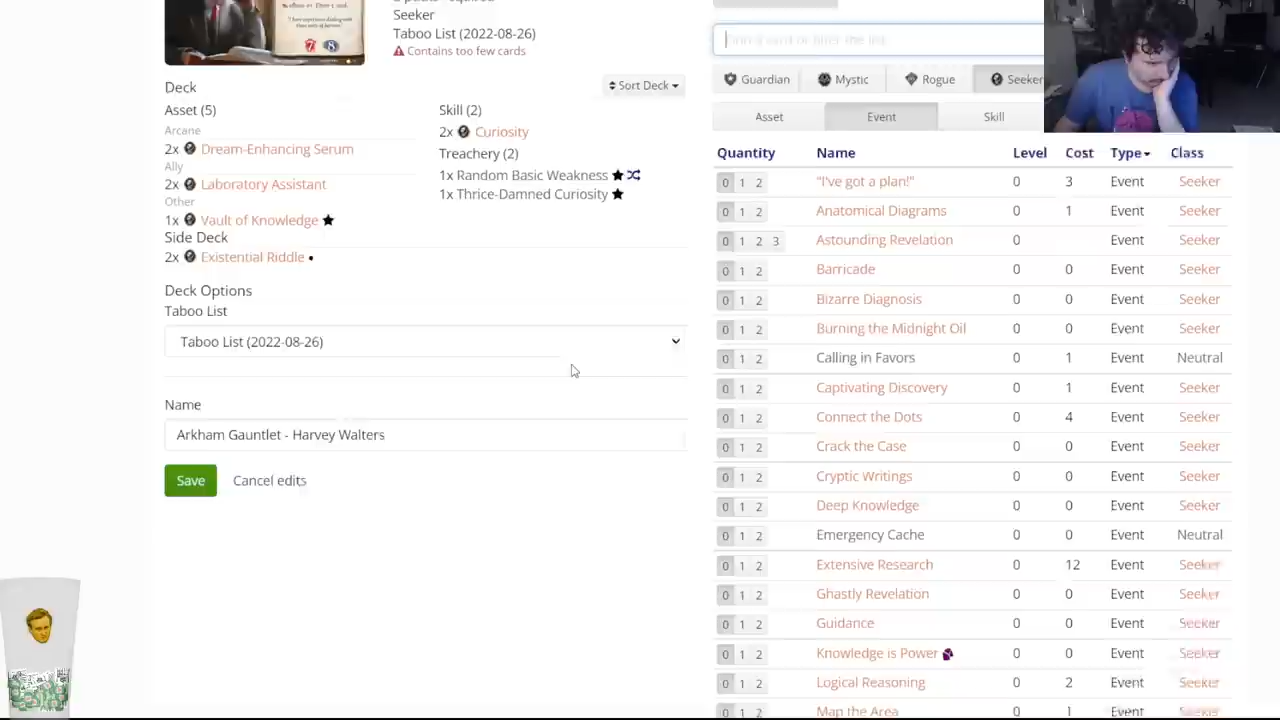 Seeker
Taboo List (2022-08-26)
Contains too few cards
Deck
Sort Deck
Asset (5)
Arcane
2x Dream-Enhancing Serum
Ally
2x Laboratory Assistant
Other
1x Vault of Knowledge
Side Deck
2x Existential Riddle
Skill (2)
2x Curiosity
Treachery (2)
1x Random Basic Weakness
1x Thrice-Damned Curiosity
Deck Options
Taboo List
Taboo List (2022-08-26)
Name
Arkham Gauntlet - Harvey Walters
Save Cancel edits
Guardian Mystic Rogue Seeker
Asset Event Skill
Quantity Name Level Cost Type Class
0 1 2 "I've got a plan!" 0 3 Event Seeker
0 1 2 Anatomical Diagrams 0 1 Event Seeker
0 1 2 3 Astounding Revelation 0 Event Seeker
0 1 2 Barricade 0 0 Event Seeker
0 1 2 Bizarre Diagnosis 0 0 Event Seeker
0 1 2 Burning the Midnight Oil 0 0 Event Seeker
0 1 2 Calling in Favors 0 1 Event Neutral
0 1 2 Captivating Discovery 0 1 Event Seeker
0 1 2 Connect the Dots 0 4 Event Seeker
0 1 2 Crack the Case 0 0 Event Seeker
0 1 2 Cryptic Writings 0 0 Event Seeker
0 1 2 Deep Knowledge 0 0 Event Seeker
0 1 2 Emergency Cache 0 0 Event Neutral
0 1 2 Extensive Research 0 12 Event Seeker
0 1 2 Ghastly Revelation 0 0 Event Seeker
0 1 2 Guidance 0 0 Event Seeker
0 1 2 Knowledge is Power 0 0 Event Seeker
0 1 2 Logical Reasoning 0 2 Event Seeker
0 1 2 Map the Area 0 1 Event Seeker